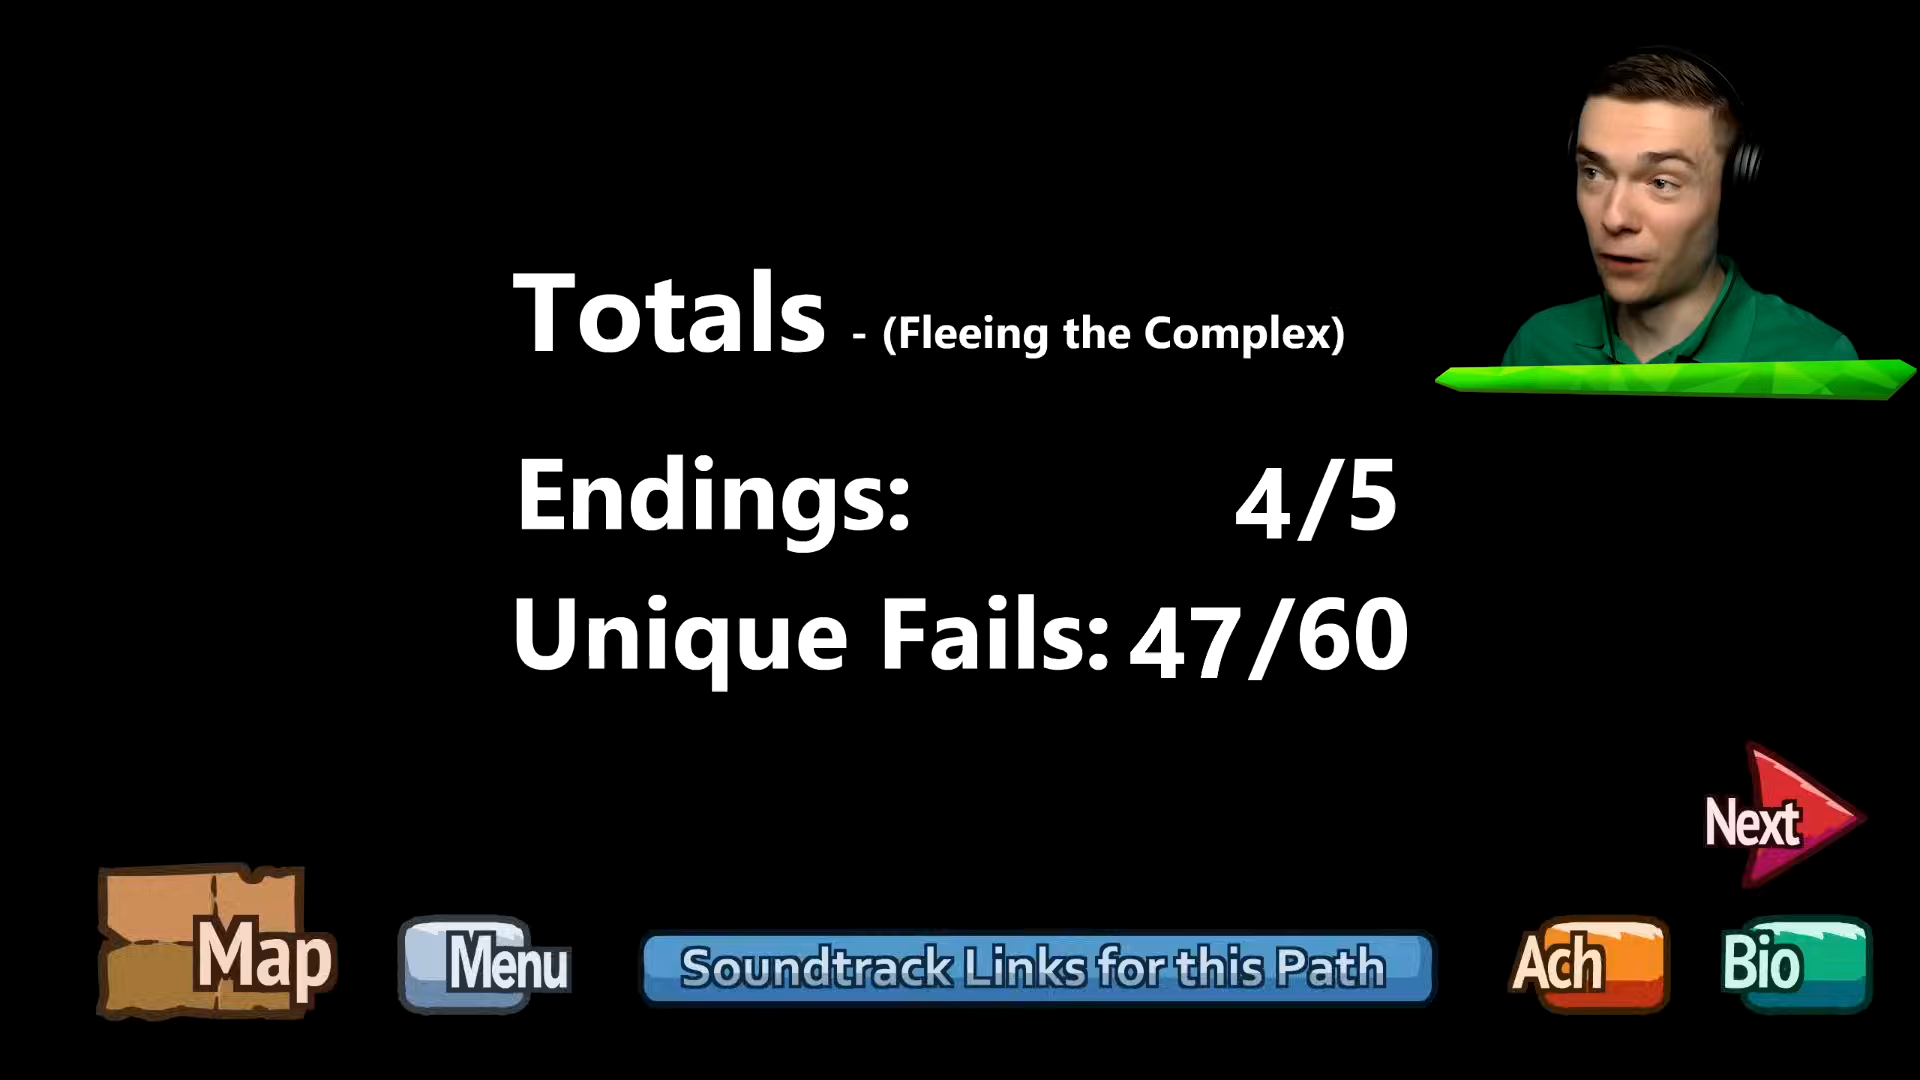 Totals - (Fleeing the Complex)
Endings: 4/5
Unique Fails: 47/60
Next
Map
Menu
Soundtrack Links for this Path
Ach
Bio